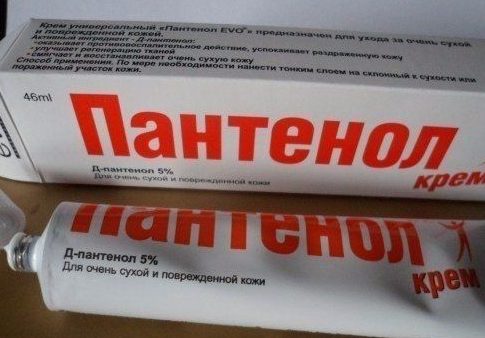 Крем универсальный «Пантенол EVO®» предназначен для ухода за очень сухой
и поврежденной кожей.
Активный ингредиент - Д-пантенол:
-оказывает противовоспалительное действие, успокаивает раздраженную кожу
-улучшает регенерацию тканей
-смягчает и восстанавливает очень сухую кожу
Способ применения. По мере необходимости нанести тонким слоем на склонный к сухости или
пораженный участок кожи.
46ml
Пантенол
крем
Д-пантенол 5%
Для очень сухой и поврежденной кожи
Пантенол
крем
Д-пантенол 5%
Для очень сухой и поврежденной кожи